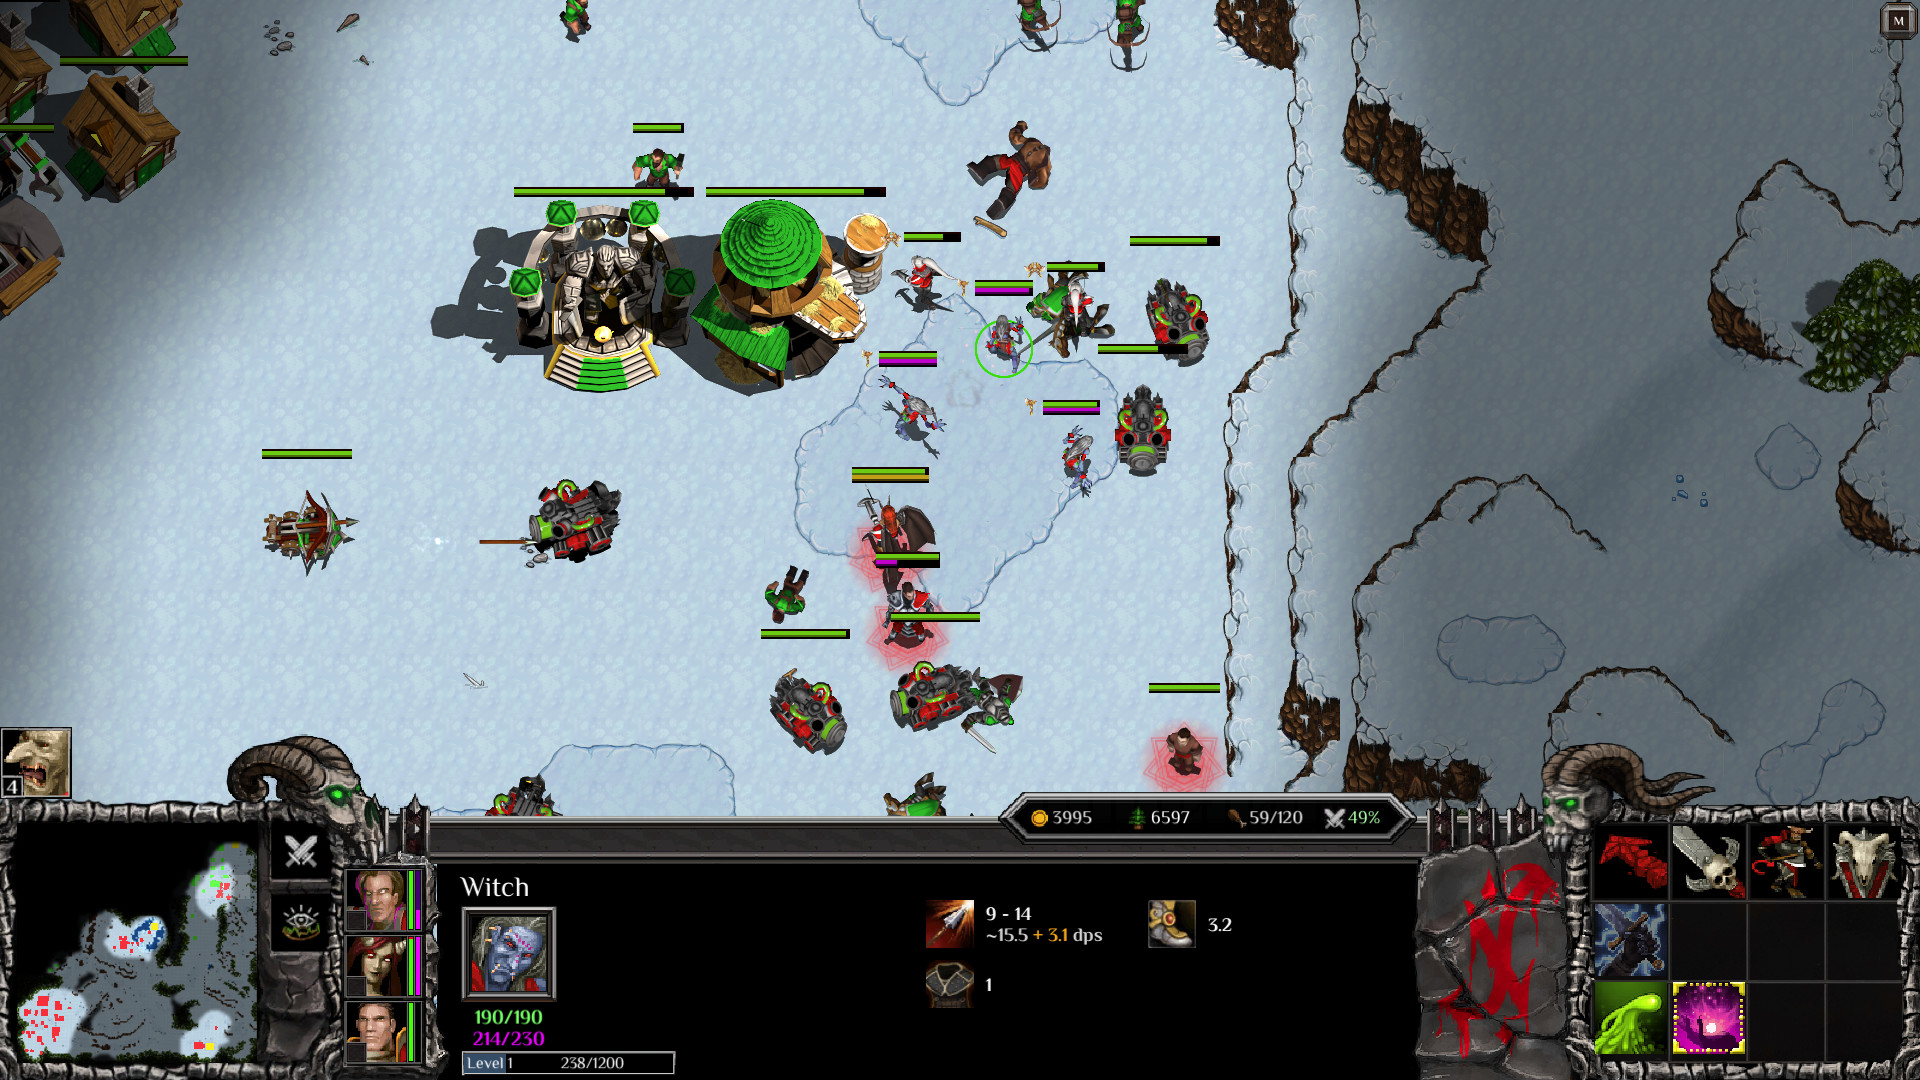 M
4
3995 6597 59/120 49%
Witch
9 - 14
~15.5 + 3.1 dps
3.2
1
190/190
214/230
Level 1 238/1200